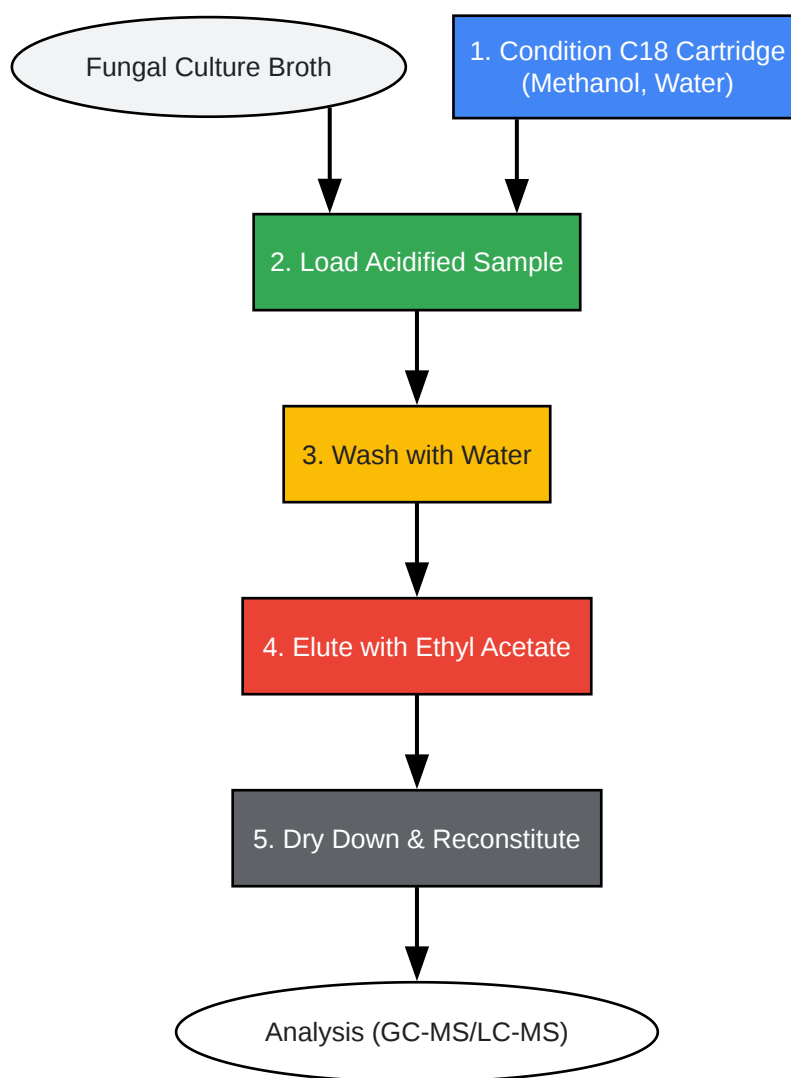 Fungal Culture Broth
1. Condition C18 Cartridge
(Methanol, Water)
2. Load Acidified Sample
3. Wash with Water
4. Elute with Ethyl Acetate
5. Dry Down & Reconstitute
Analysis (GC-MS/LC-MS)